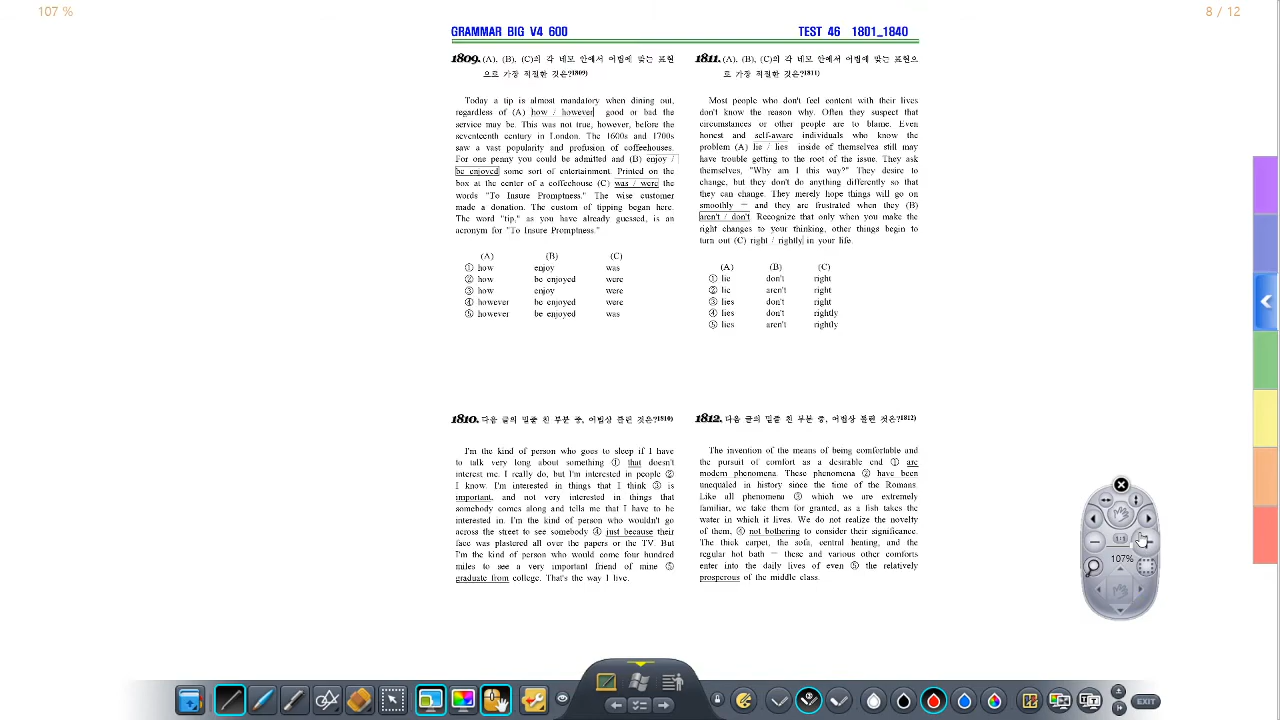 107 %
8 / 12
GRAMMAR BIG V4 600
TEST 46 1801_1840
1809. (A), (B), (C)의 각 네모 안에서 어법에 맞는 표현
으로 가장 적절한 것은?1809)
Today a tip is almost mandatory when dining out,
regardless of (A) how / however good or bad the
service may be. This was not true, however, before the
seventeenth century in London. The 1600s and 1700s
saw a vast popularity and profusion of coffeehouses.
For one penny you could be admitted and (B) enjoy /
be enjoyed some sort of entertainment. Printed on the
box at the center of a coffeehouse (C) was / were the
words "To Insure Promptness." The wise customer
made a donation. The custom of tipping began here.
The word "tip," as you have already guessed, is an
acronym for "To Insure Promptness."
(A) (B) (C)
① how enjoy was
② how be enjoyed were
③ how enjoy were
④ however be enjoyed were
⑤ however be enjoyed was
1810. 다음 글의 밑줄 친 부분 중, 어법상 틀린 것은?1810)
I'm the kind of person who goes to sleep if I have
to talk very long about something ① that doesn't
interest me. I really do, but I'm interested in people ②
I know. I'm interested in things that I think ③ is
important, and not very interested in things that
somebody comes along and tells me that I have to be
interested in. I'm the kind of person who wouldn't go
across the street to see somebody ④ just because their
face was plastered all over the papers or the TV. But
I'm the kind of person who would come four hundred
miles to see a very important friend of mine ⑤
graduate from college. That's the way I live.
1811. (A), (B), (C)의 각 네모 안에서 어법에 맞는 표현으
로 가장 적절한 것은?1811)
Most people who don't feel content with their lives
don't know the reason why. Often they suspect that
circumstances or other people are to blame. Even
honest and self-aware individuals who know the
problem (A) lie / lies inside of themselves still may
have trouble getting to the root of the issue. They ask
themselves, "Why am I this way?" They desire to
change, but they don't do anything differently so that
they can change. They merely hope things will go on
smoothly – and they are frustrated when they (B)
aren't / don't. Recognize that only when you make the
right changes to your thinking, other things begin to
turn out (C) right / rightly in your life.
(A) (B) (C)
① lie don't right
② lie aren't right
③ lies don't right
④ lies don't rightly
⑤ lies aren't rightly
1812. 다음 글의 밑줄 친 부분 중, 어법상 틀린 것은?1812)
The invention of the means of being comfortable and
the pursuit of comfort as a desirable end ① are
modern phenomena. These phenomena ② have been
unequaled in history since the time of the Romans.
Like all phenomena ③ which we are extremely
familiar, we take them for granted, as a fish takes the
water in which it lives. We do not realize the novelty
of them, ④ not bothering to consider their significance.
The thick carpet, the sofa, central heating, and the
regular hot bath – these and various other comforts
enter into the daily lives of even ⑤ the relatively
prosperous of the middle class.
1:1
107%
EXIT